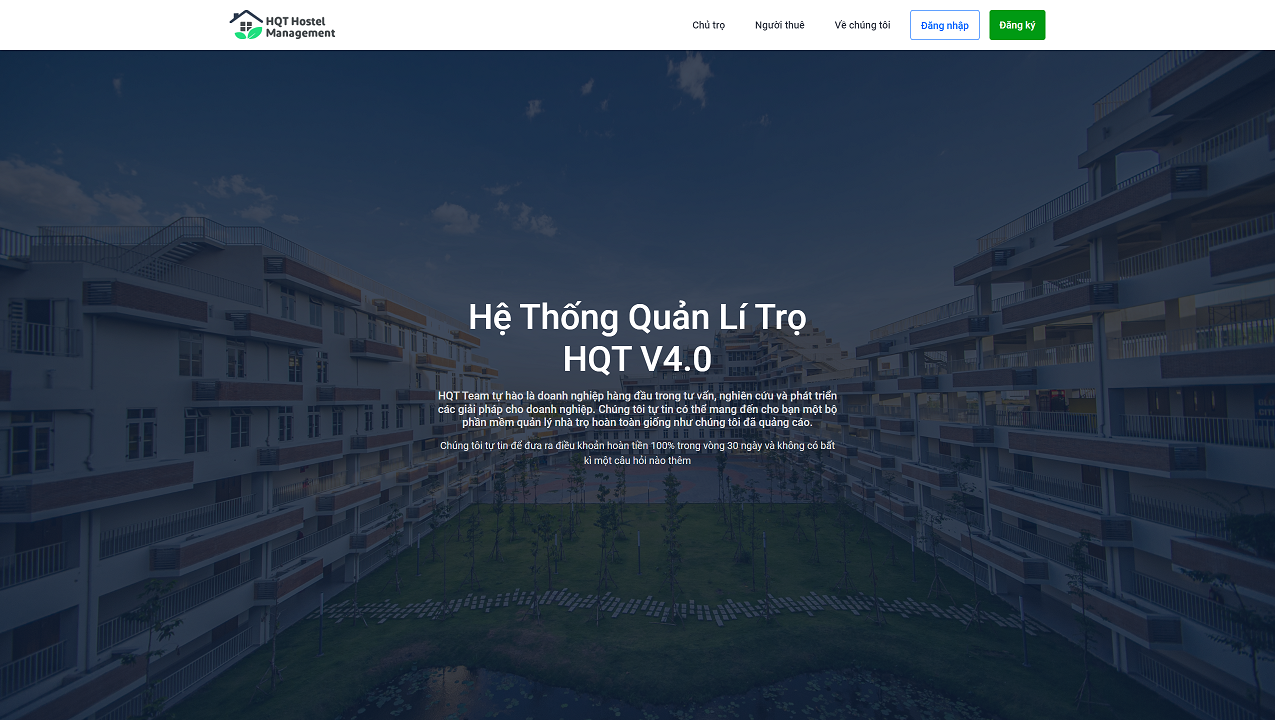 HQT Hostel
Management
Chủ trọ
Người thuê
Về chúng tôi
Đăng nhập
Đăng ký
Hệ Thống Quản Lí Trọ
HQT V4.0
HQT Team tự hào là doanh nghiệp hàng đầu trong tư vấn, nghiên cứu và phát triển
các giải pháp cho doanh nghiệp. Chúng tôi tự tin có thể mang đến cho bạn một bộ
phần mềm quản lý nhà trọ hoàn toàn giống như chúng tôi đã quảng cáo.
Chúng tôi tự tin để đưa ra điều khoản hoàn tiền 100% trong vòng 30 ngày và không có bất
kì một câu hỏi nào thêm